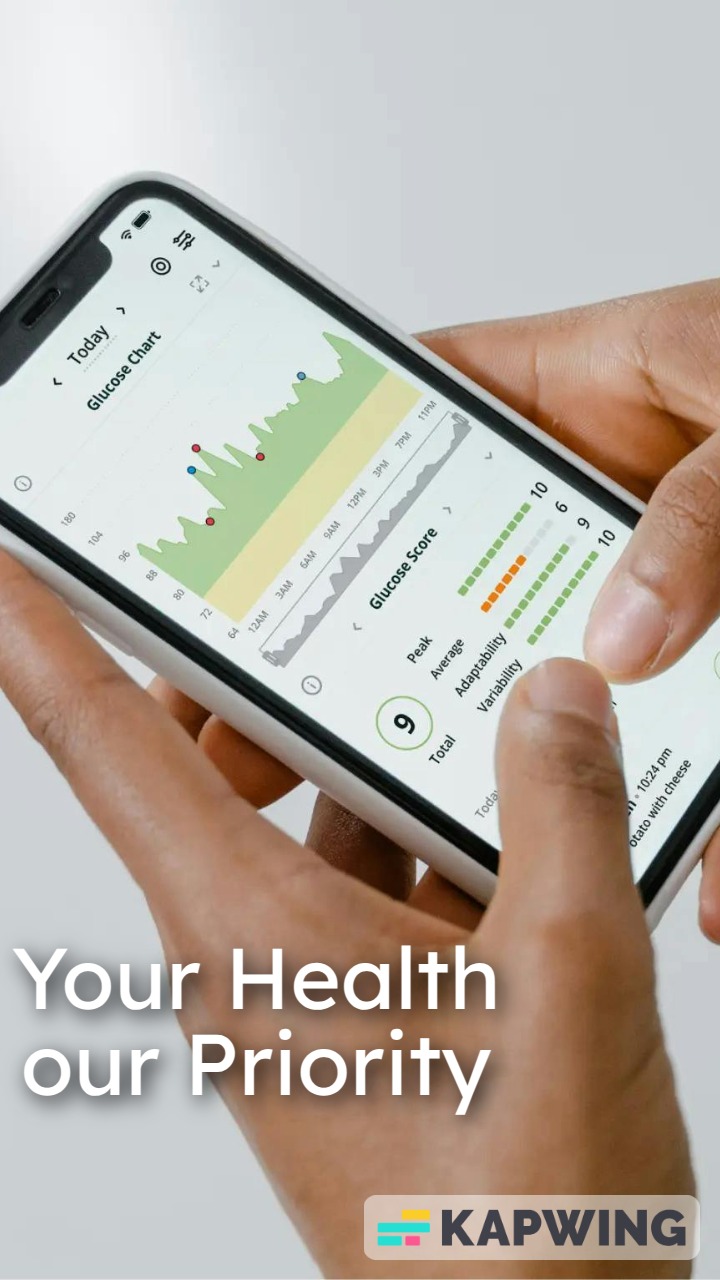 Today
Glucose Chart
180
104
96
88
80
72
64
12AM
3AM
6AM
9AM
12PM
3PM
7PM
11PM
Glucose Score
9
Total
Peak 10
Average 6
Adaptability 9
Variability 10
Today
10:24 pm
otato with cheese
Your Health
our Priority
KAPWING